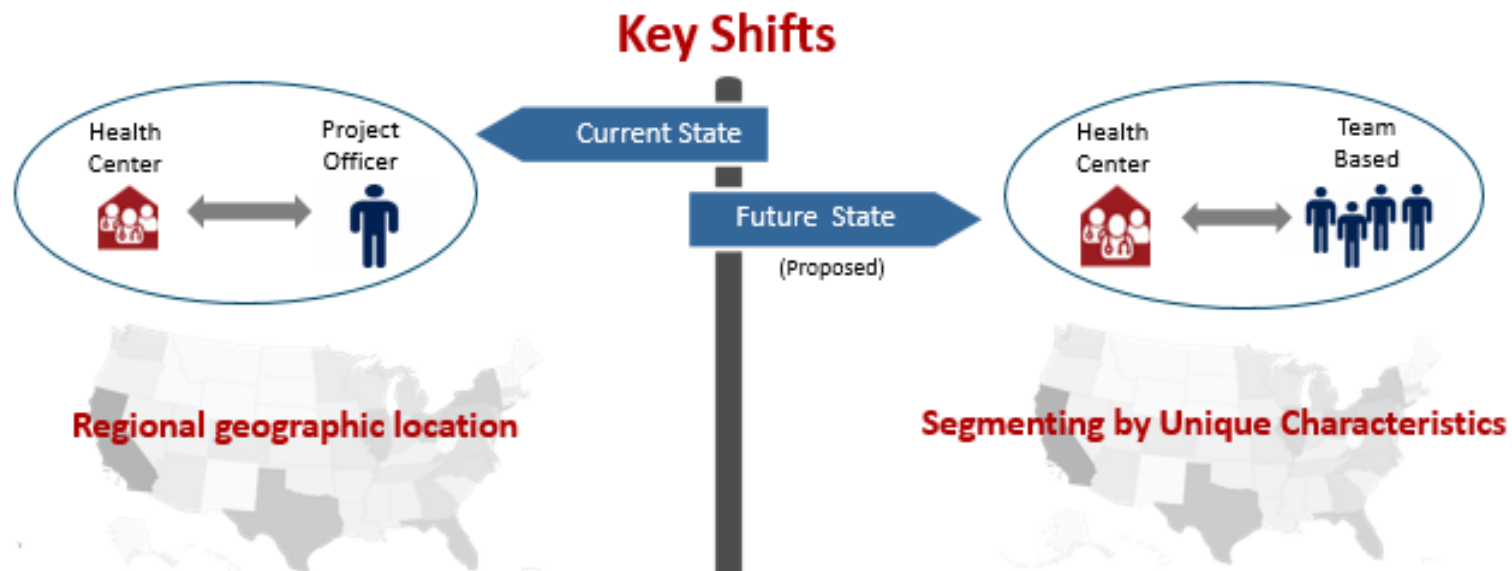 Key Shifts
Current State
Health
Center
Project
Officer
Regional geographic location
Future State
(Proposed)
Health
Center
Team
Based
Segmenting by Unique Characteristics